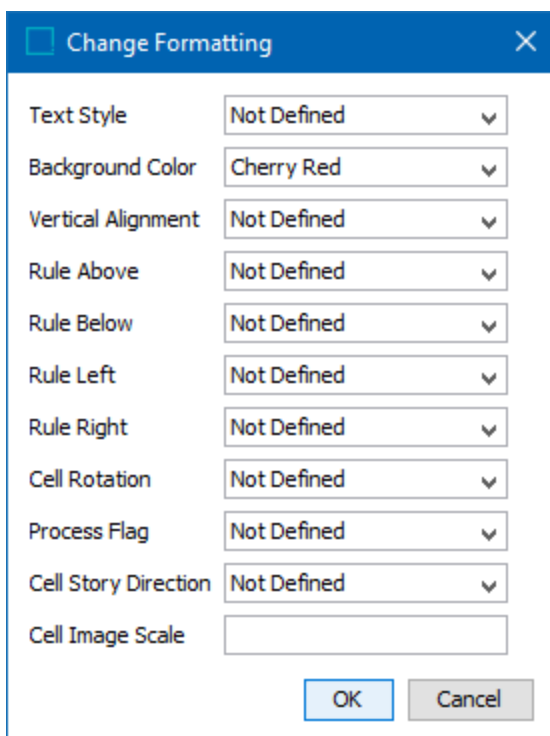 Change Formatting
Text Style Not Defined
Background Color Cherry Red
Vertical Alignment Not Defined
Rule Above Not Defined
Rule Below Not Defined
Rule Left Not Defined
Rule Right Not Defined
Cell Rotation Not Defined
Process Flag Not Defined
Cell Story Direction Not Defined
Cell Image Scale
OK Cancel